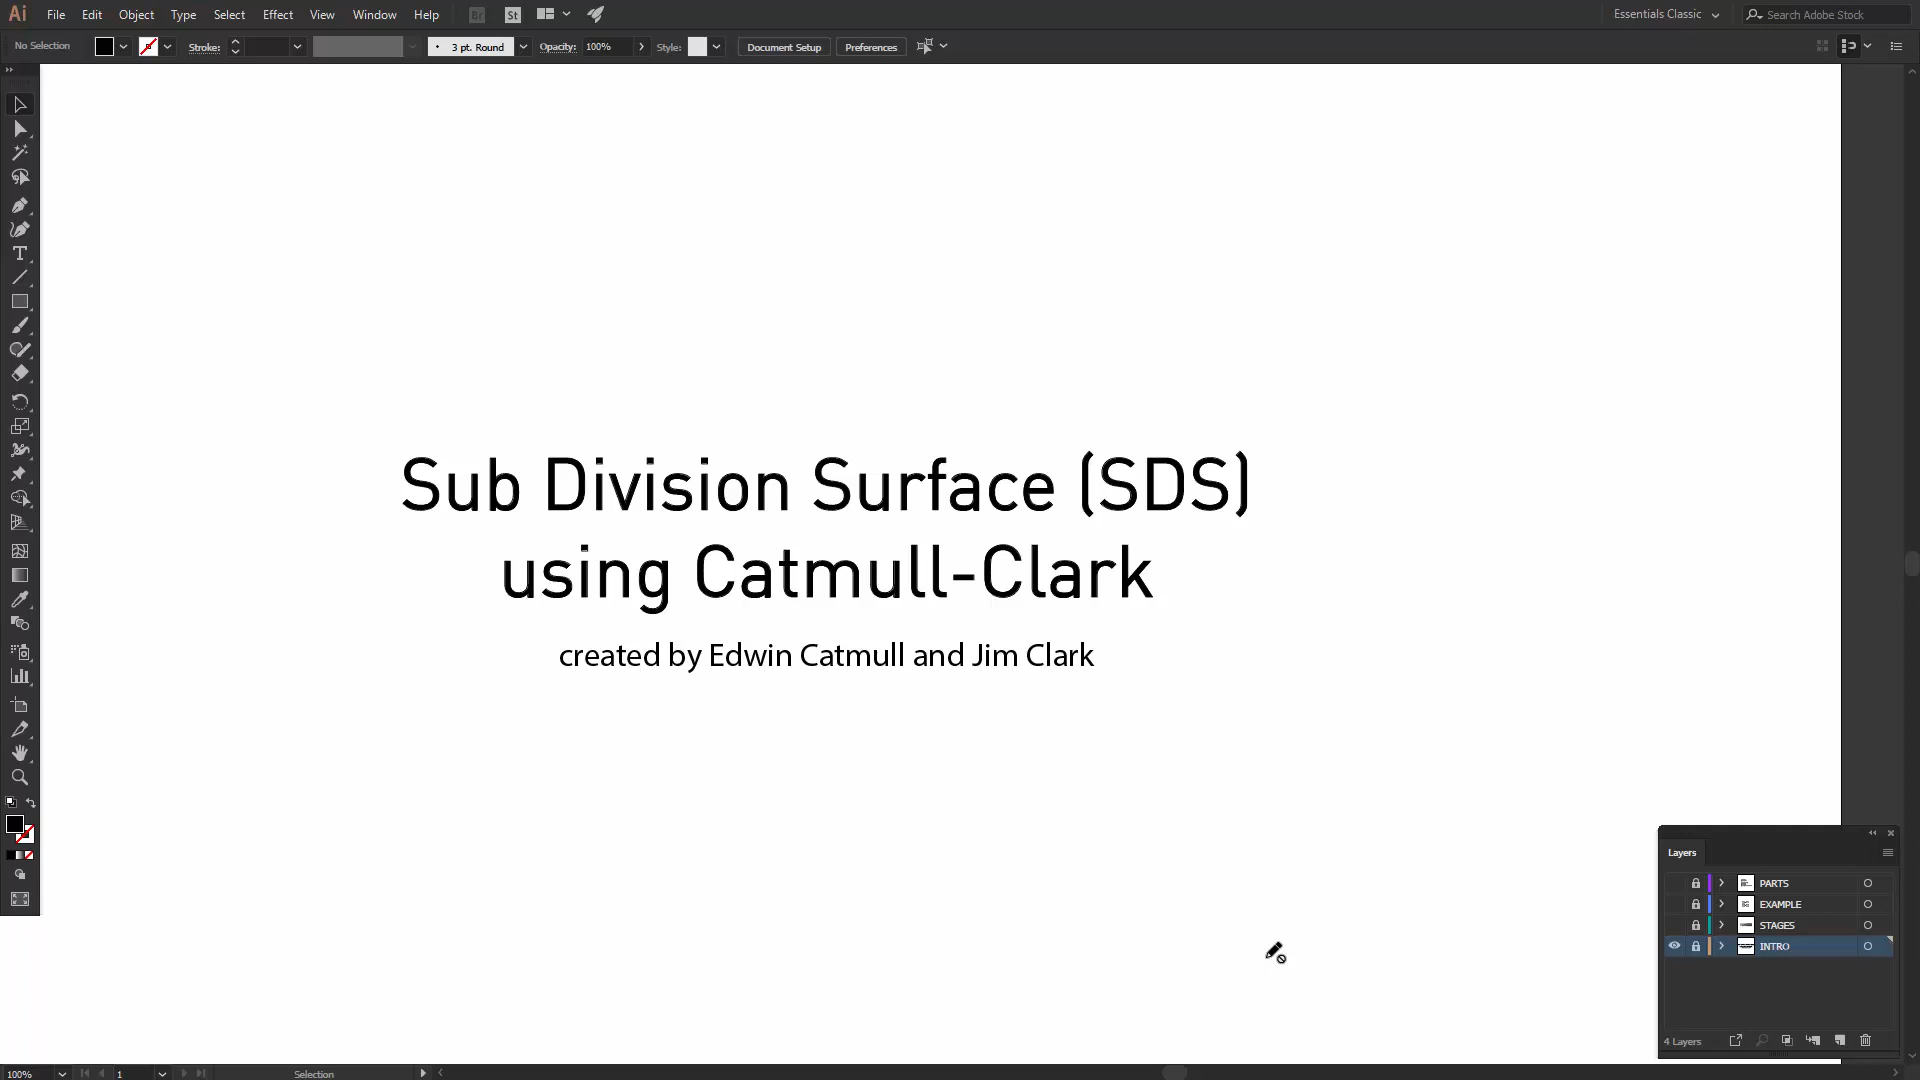 Ai File Edit Object Type Select Effect View Window Help Br St Essentials Classic Search Adobe Stock
No Selection Stroke: 3 pt. Round Opacity: 100% Style: Document Setup Preferences
Sub Division Surface (SDS)
using Catmull-Clark
created by Edwin Catmull and Jim Clark
Layers
PARTS
EXAMPLE
STAGES
INTRO
4 Layers
100% 1 Selection